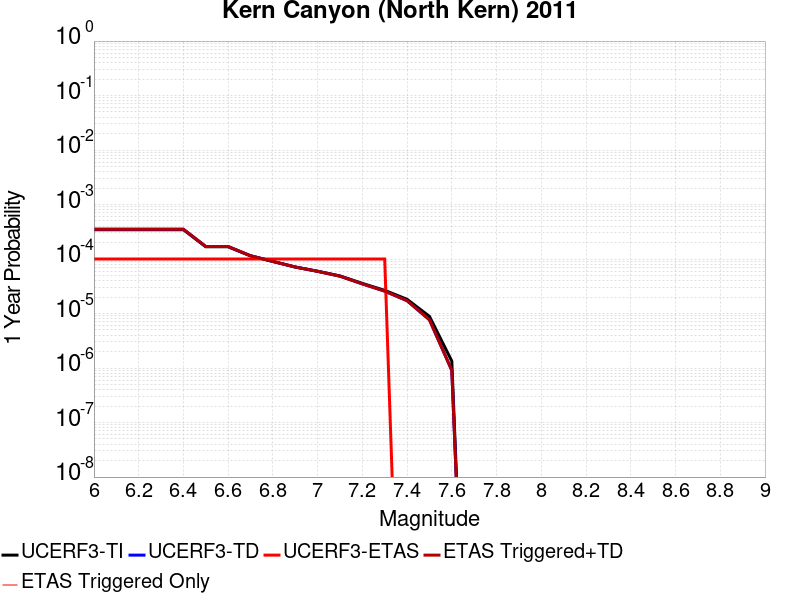 Kern Canyon (North Kern) 2011
1 Year Probability
10^0
10^-1
10^-2
10^-3
10^-4
10^-5
10^-6
10^-7
10^-8
6 6.2 6.4 6.6 6.8 7 7.2 7.4 7.6 7.8 8 8.2 8.4 8.6 8.8 9
Magnitude
UCERF3-TI UCERF3-TD UCERF3-ETAS ETAS Triggered+TD
ETAS Triggered Only